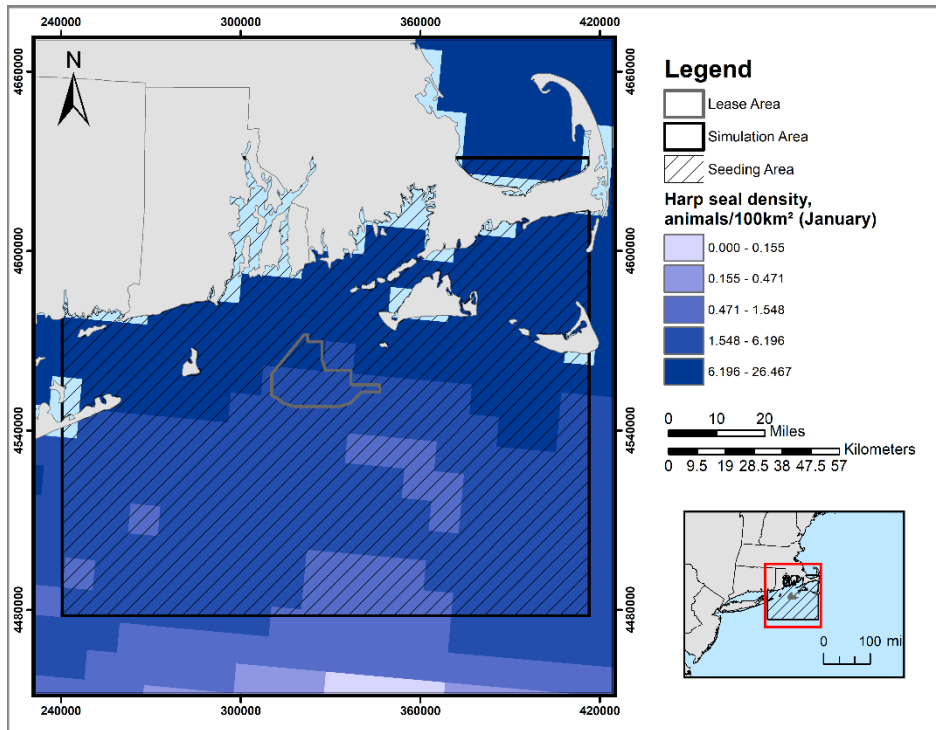 240000 300000 360000 420000
4660000
4600000
4540000
4480000
N
4660000
4600000
4540000
4480000
240000 300000 360000 420000
Legend
Lease Area
Simulation Area
Seeding Area
Harp seal density,
animals/100km² (January)
0.000 - 0.155
0.155 - 0.471
0.471 - 1.548
1.548 - 6.196
6.196 - 26.467
0 10 20
Miles
Kilometers
0 9.5 19 28.5 38 47.5 57
0 100 mi